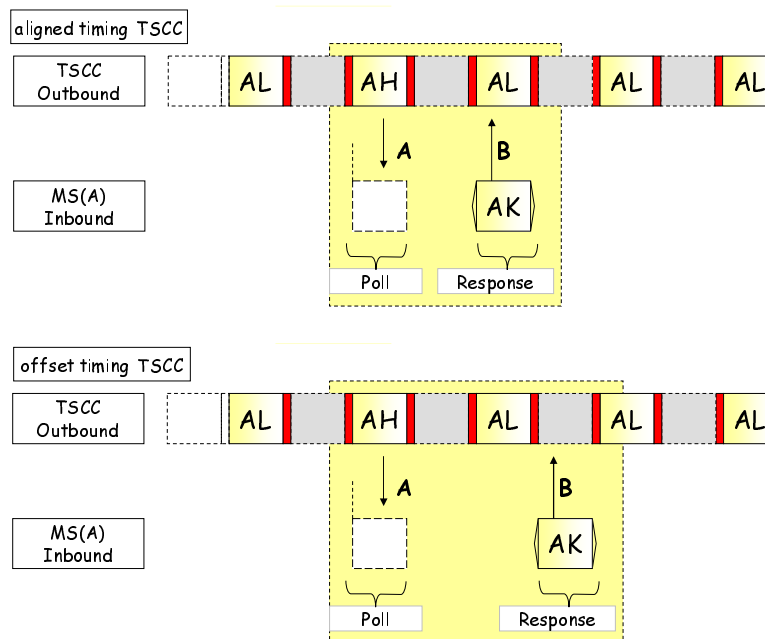 aligned timing TSCC
TSCC
Outbound
AL AH AL AL AL
A B
MS(A)
Inbound
AK
Poll Response
offset timing TSCC
TSCC
Outbound
AL AH AL AL AL
A B
MS(A)
Inbound
AK
Poll Response